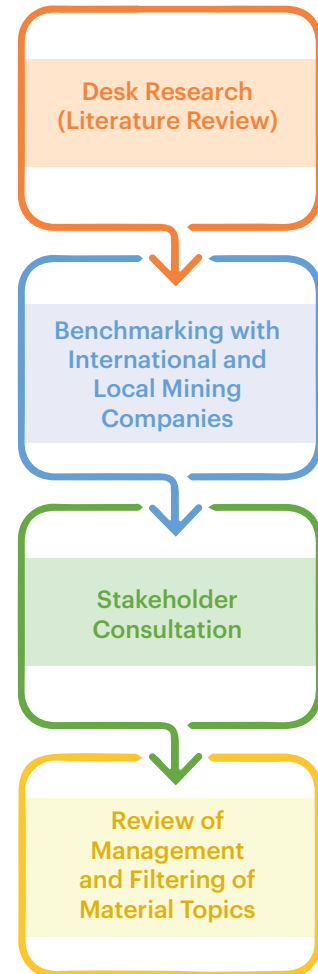 Desk Research
(Literature Review)
Benchmarking with
International and
Local Mining
Companies
Stakeholder
Consultation
Review of
Management
and Filtering of
Material Topics